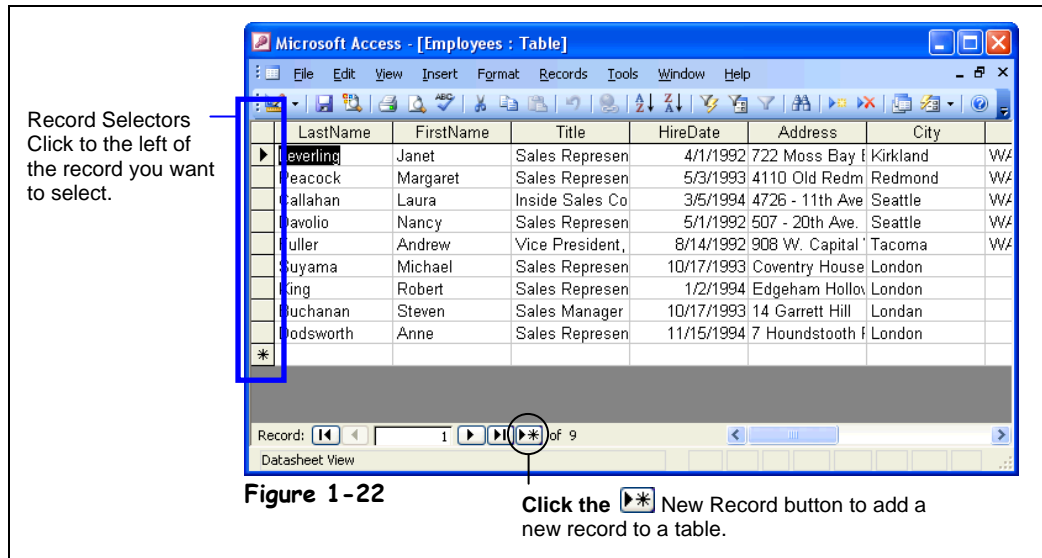 Microsoft Access - [Employees : Table]
File Edit View Insert Format Records Tools Window Help
Record Selectors
Click to the left of
the record you want
to select.
LastName FirstName Title HireDate Address City
Leverling Janet Sales Represen 4/1/1992 722 Moss Bay Kirkland WA
Peacock Margaret Sales Represen 5/3/1993 4110 Old Redm Redmond WA
Callahan Laura Inside Sales Co 3/5/1994 4726 - 11th Ave Seattle WA
Davolio Nancy Sales Represen 5/1/1992 507 - 20th Ave. Seattle WA
Fuller Andrew Vice President, 8/14/1992 908 W. Capital Tacoma WA
Suyama Michael Sales Represen 10/17/1993 Coventry House London
King Robert Sales Represen 1/2/1994 Edgeham Hollow London
Buchanan Steven Sales Manager 10/17/1993 14 Garrett Hill Londan
Dodsworth Anne Sales Represen 11/15/1994 7 Houndstooth London
Record: 1 of 9
Datasheet View
Figure 1-22
Click the New Record button to add a
new record to a table.